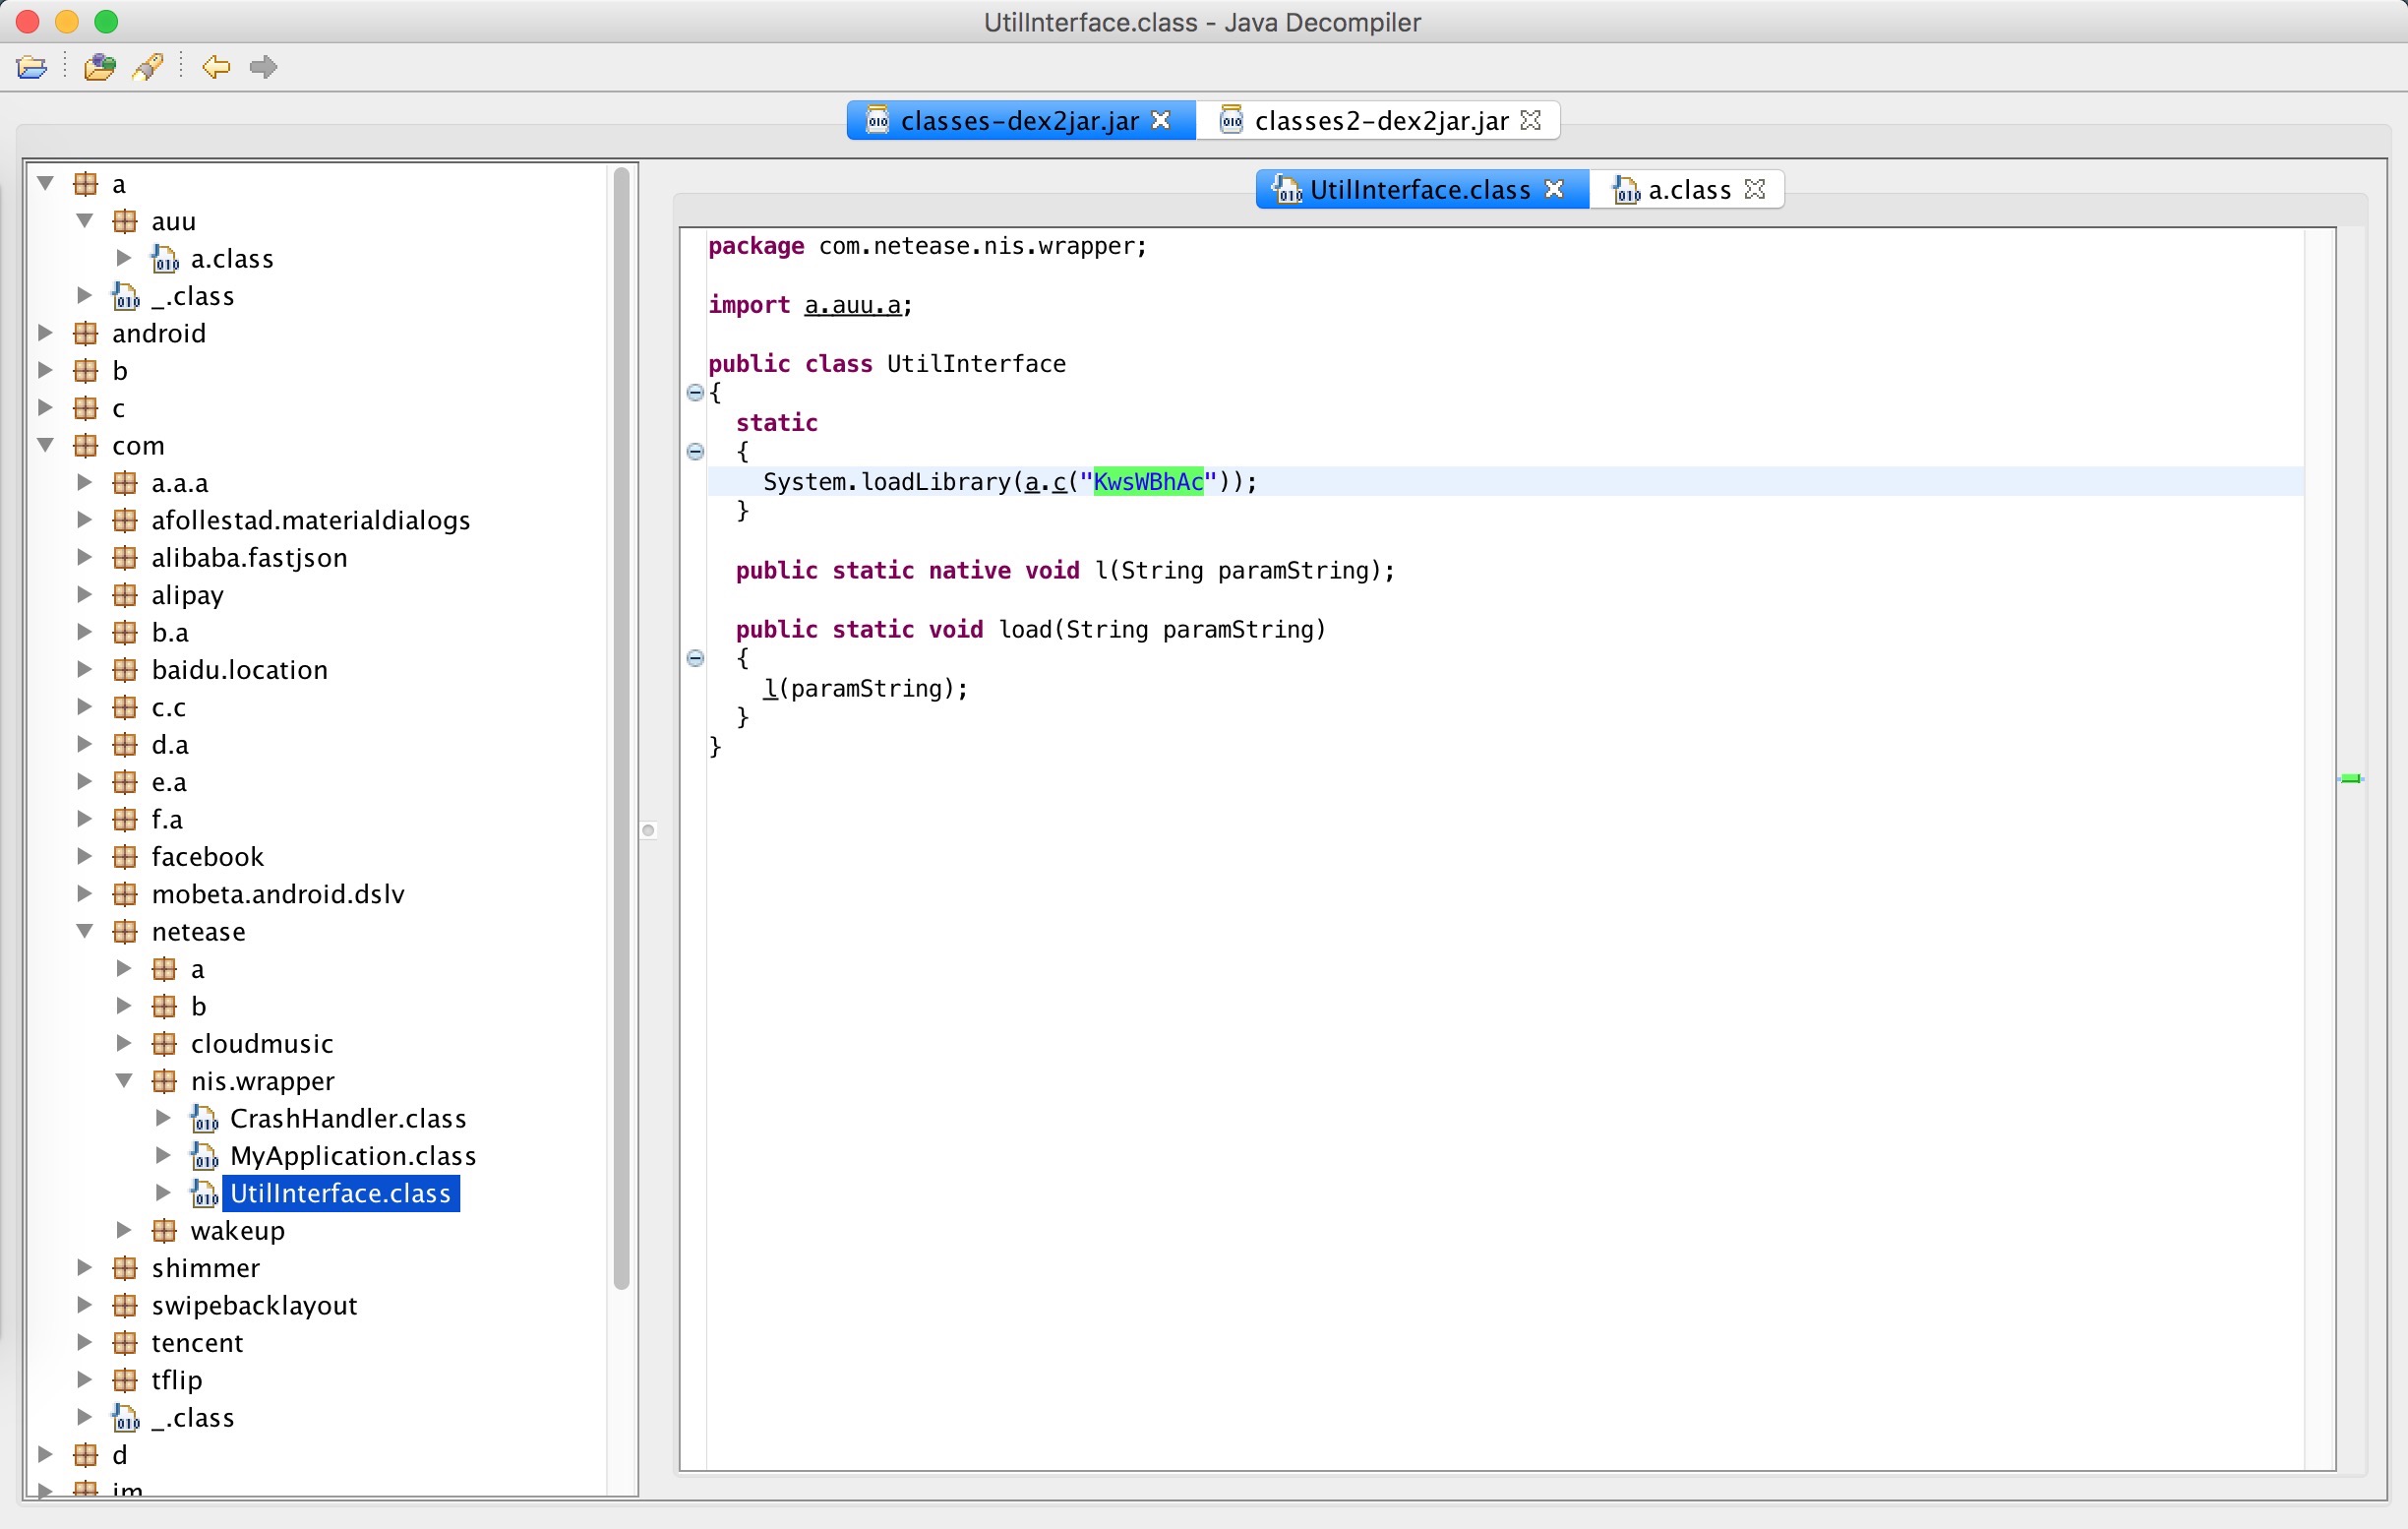 UtilInterface.class - Java Decompiler
classes-dex2jar.jar
classes2-dex2jar.jar
a
auu
a.class
_.class
android
b
c
com
a.a.a
afollestad.materialdialogs
alibaba.fastjson
alipay
b.a
baidu.location
c.c
d.a
e.a
f.a
facebook
mobeta.android.dslv
netease
a
b
cloudmusic
nis.wrapper
CrashHandler.class
MyApplication.class
UtilInterface.class
wakeup
shimmer
swipebacklayout
tencent
tflip
_.class
d
im
UtilInterface.class
a.class
package com.netease.nis.wrapper;
import a.auu.a;
public class UtilInterface
{
static
{
System.loadLibrary(a.c("KwsWBhAc"));
}
public static native void l(String paramString);
public static void load(String paramString)
{
l(paramString);
}
}